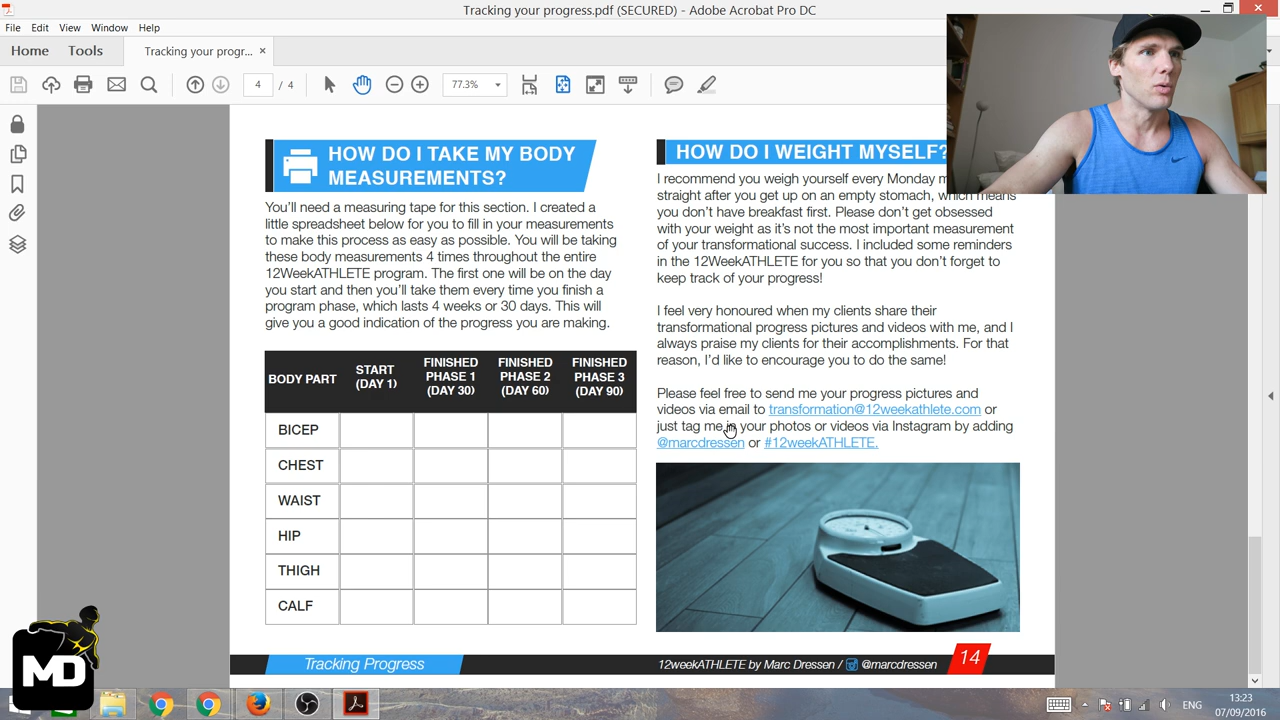 Tracking your progress.pdf (SECURED) - Adobe Acrobat Pro DC
File Edit View Window Help
Home Tools Tracking your progr... ×
4 / 4 77.3%
HOW DO I TAKE MY BODY
MEASUREMENTS?
You'll need a measuring tape for this section. I created a
little spreadsheet below for you to fill in your measurements
to make this process as easy as possible. You will be taking
these body measurements 4 times throughout the entire
12WeekATHLETE program. The first one will be on the day
you start and then you'll take them every time you finish a
program phase, which lasts 4 weeks or 30 days. This will
give you a good indication of the progress you are making.
BODY PART
START
(DAY 1)
FINISHED
PHASE 1
(DAY 30)
FINISHED
PHASE 2
(DAY 60)
FINISHED
PHASE 3
(DAY 90)
BICEP
CHEST
WAIST
HIP
THIGH
CALF
HOW DO I WEIGHT MYSELF?
I recommend you weigh yourself every Monday
straight after you get up on an empty stomach, which means
you don't have breakfast first. Please don't get obsessed
with your weight as it's not the most important measurement
of your transformational success. I included some reminders
in the 12WeekATHLETE for you so that you don't forget to
keep track of your progress!
I feel very honoured when my clients share their
transformational progress pictures and videos with me, and I
always praise my clients for their accomplishments. For that
reason, I'd like to encourage you to do the same!
Please feel free to send me your progress pictures and
videos via email to transformation@12weekathlete.com or
just tag me in your photos or videos via Instagram by adding
@marcdressen or #12weekATHLETE.
Tracking Progress
12weekATHLETE by Marc Dressen / @marcdressen
14
MD
ENG
13:23
07/09/2016